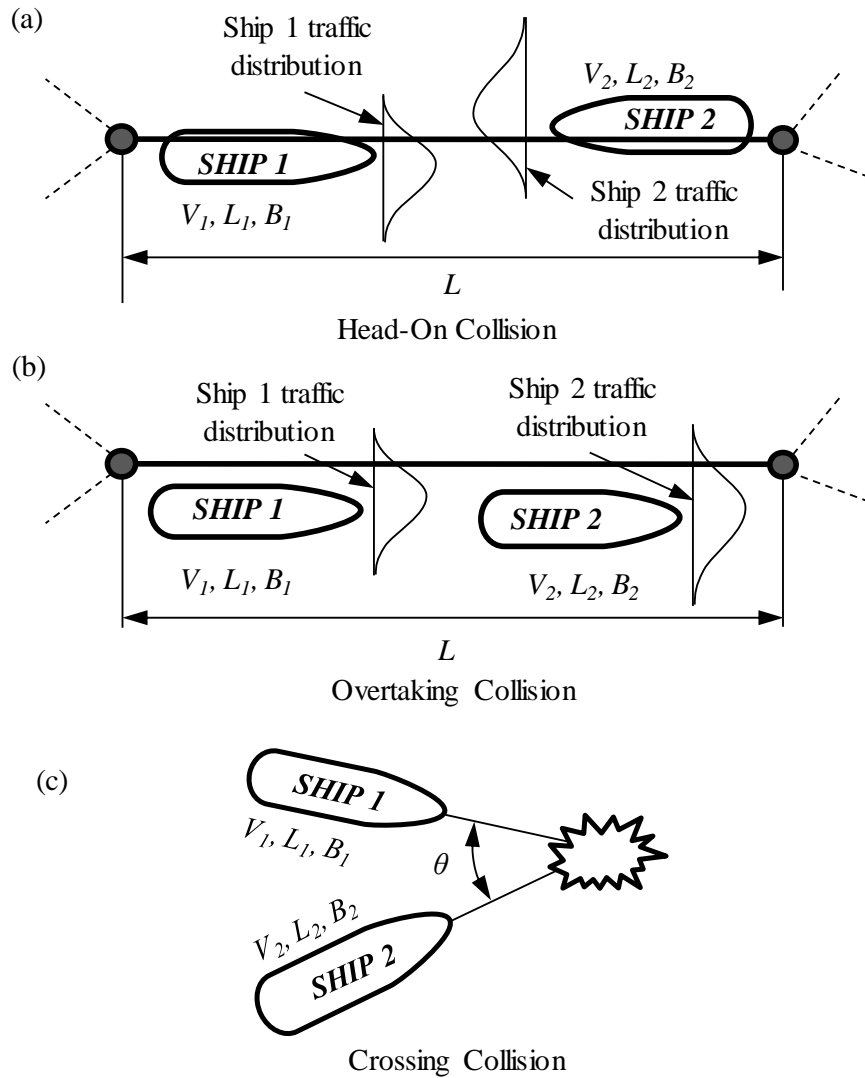 (a)
Ship 1 traffic
distribution
V₂, L₂, B₂
SHIP 2
SHIP 1
V₁, L₁, B₁
Ship 2 traffic
distribution
L
Head-On Collision
(b)
Ship 1 traffic
distribution
Ship 2 traffic
distribution
SHIP 1
SHIP 2
V₁, L₁, B₁
V₂, L₂, B₂
L
Overtaking Collision
(c)
SHIP 1
V₁, L₁, B₁
θ
V₂, L₂, B₂
SHIP 2
Crossing Collision